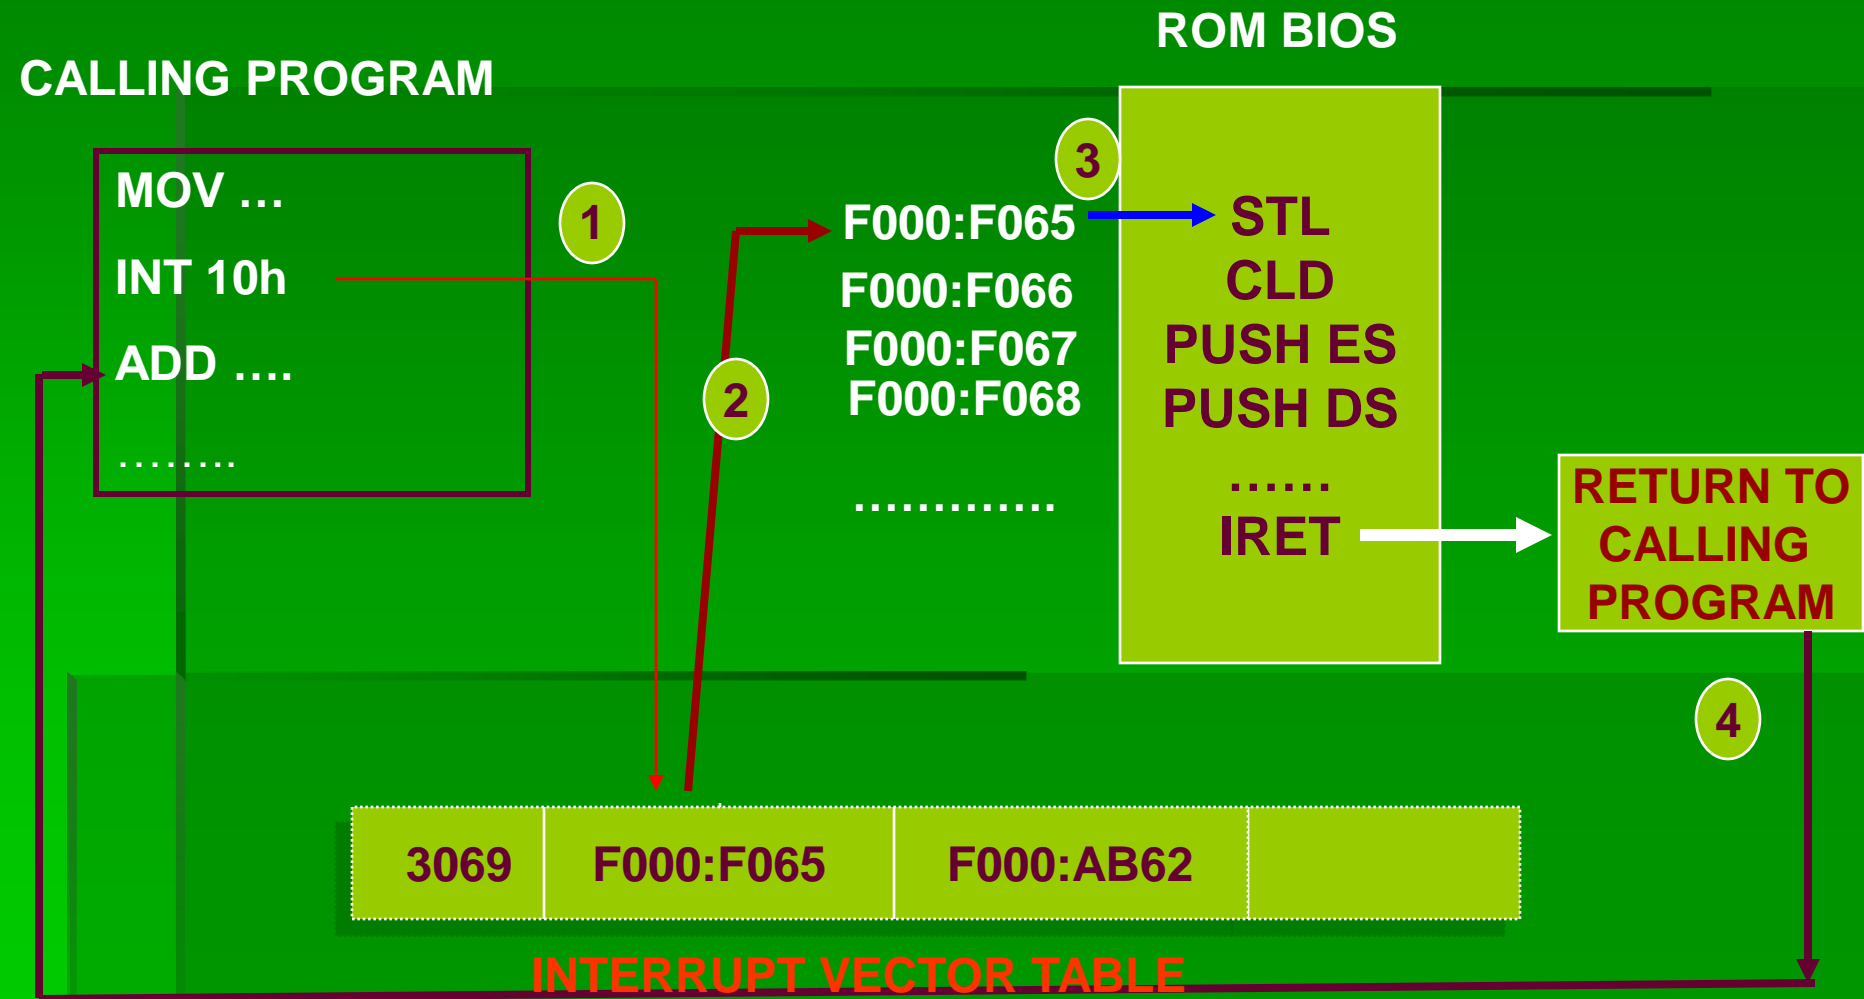 ROM BIOS
CALLING PROGRAM
MOV …
INT 10h
ADD ….
........
1
2
3
F000:F065
F000:F066
F000:F067
F000:F068
………….
STL
CLD
PUSH ES
PUSH DS
……
IRET
RETURN TO
CALLING
PROGRAM
4
3069 F000:F065 F000:AB62
INTERRUPT VECTOR TABLE